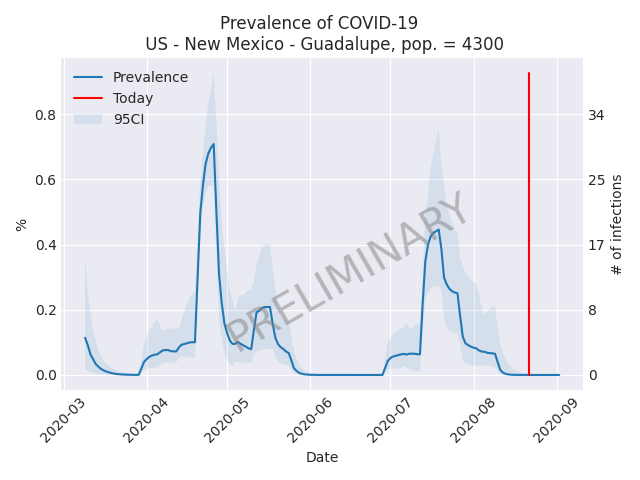 Prevalence of COVID-19
US - New Mexico - Guadalupe, pop. = 4300
Prevalence
Today
95CI
0.8
0.6
0.4
0.2
0.0
%
34
25
17
8
0
# of infections
PRELIMINARY
2020-03
2020-04
2020-05
2020-06
2020-07
2020-08
2020-09
Date